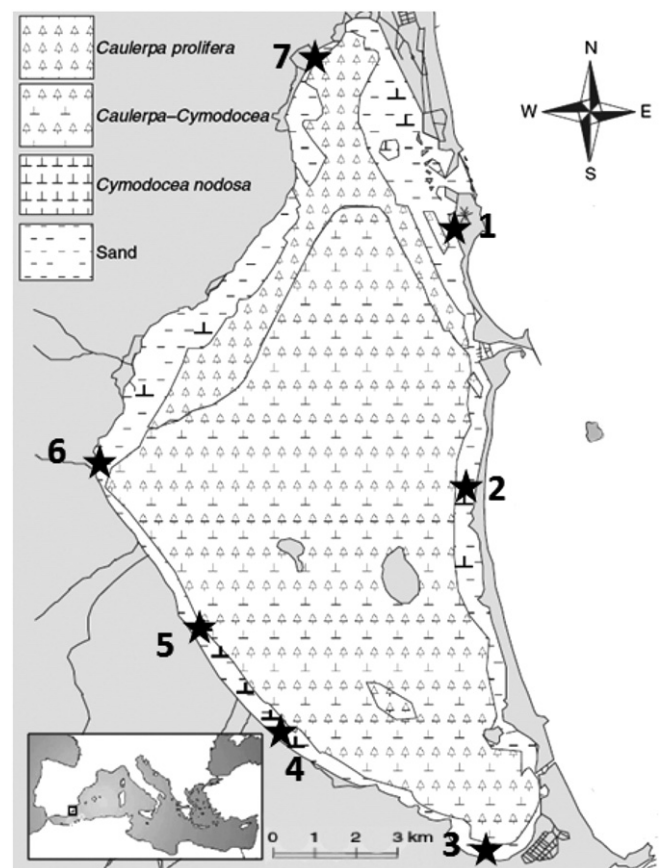 Caulerpa prolifera
Caulerpa–Cymodocea
Cymodocea nodosa
Sand
N
W E
S
7
1
6
2
5
4
3
0 1 2 3 km